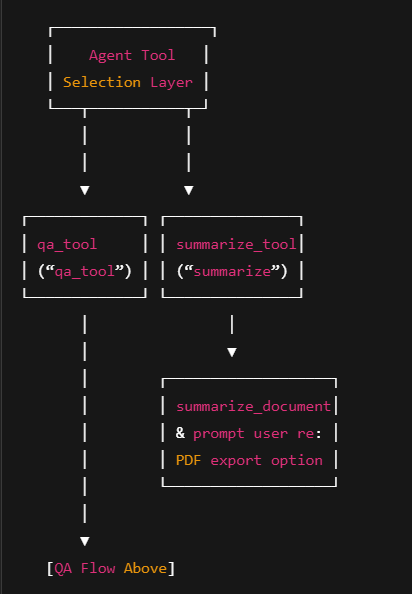 Agent Tool
Selection Layer
qa_tool
(“qa_tool”)
summarize_tool
(“summarize”)
summarize_document
& prompt user re:
PDF export option
[QA Flow Above]